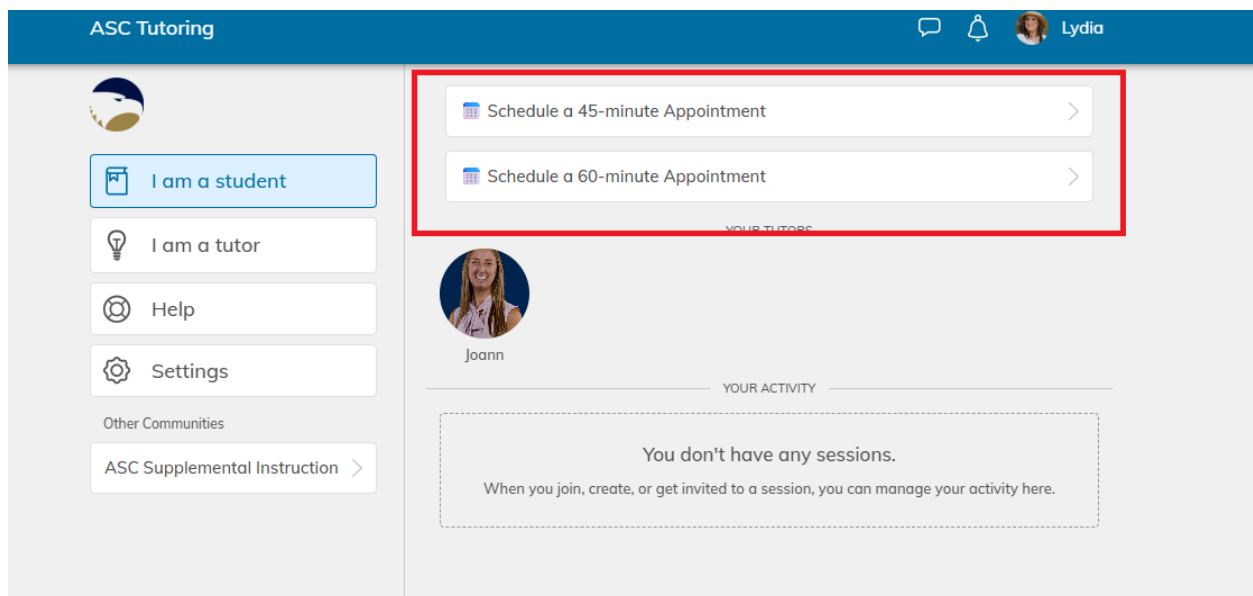 ASC Tutoring
Lydia
I am a student
I am a tutor
Help
Settings
Other Communities
ASC Supplemental Instruction
Schedule a 45-minute Appointment
Schedule a 60-minute Appointment
YOUR TUTORS
Joann
YOUR ACTIVITY
You don't have any sessions.
When you join, create, or get invited to a session, you can manage your activity here.